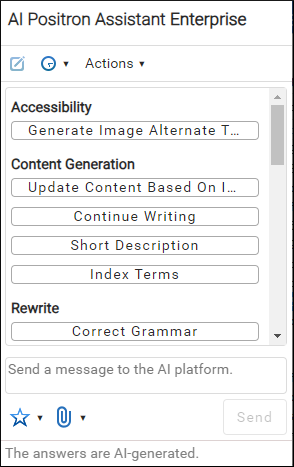 AI Positron Assistant Enterprise
Actions
Accessibility
Generate Image Alternate T...
Content Generation
Update Content Based On I...
Continue Writing
Short Description
Index Terms
Rewrite
Correct Grammar
Send a message to the AI platform.
Send
The answers are AI-generated.